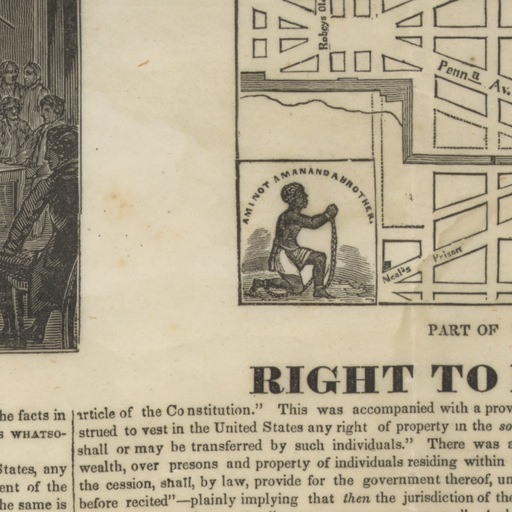 Robeys Old
Penna Av.
AM I NOT A MAN AND A BROTHER.
Neal's Prison
PART OF
RIGHT TO
he facts in
S WHATSO-
States, any
ent of the
he same is
article of the Constitution." This was accompanied with a prov
strued to vest in the United States any right of property in the so
shall or may be transferred by such individuals." There was a
wealth, over presons and property of individuals residing within
the cession, shall, by law, provide for the government thereof, un
before recited"—plainly implying that then the jurisdiction of the